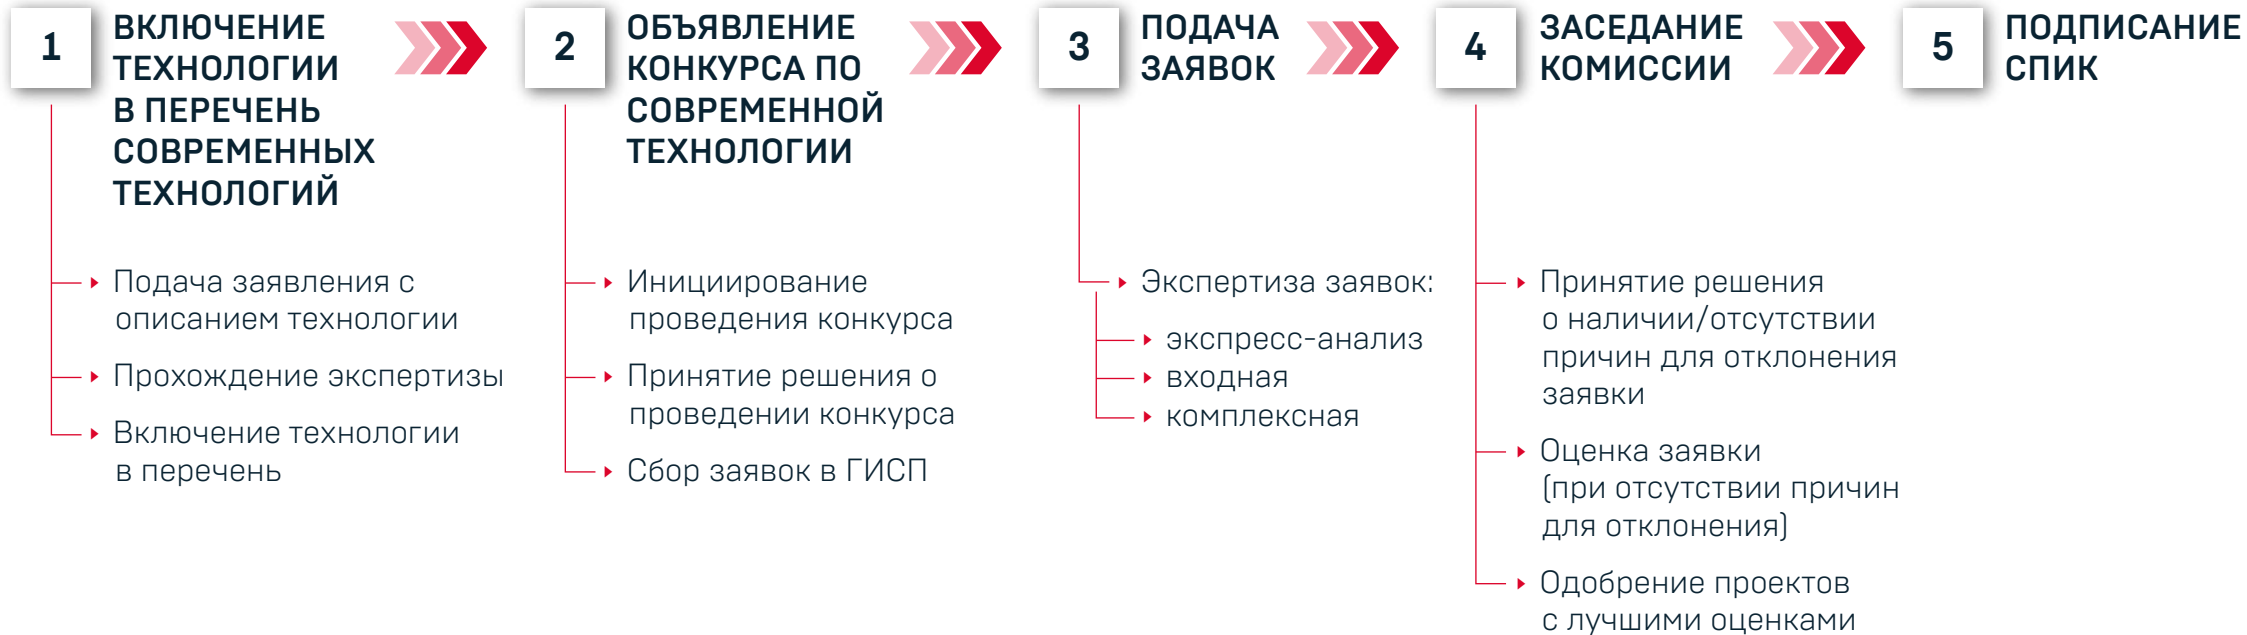 1
ВКЛЮЧЕНИЕ
ТЕХНОЛОГИИ
В ПЕРЕЧЕНЬ
СОВРЕМЕННЫХ
ТЕХНОЛОГИЙ
Подача заявления с
описанием технологии
Прохождение экспертизы
Включение технологии
в перечень
2
ОБЪЯВЛЕНИЕ
КОНКУРСА ПО
СОВРЕМЕННОЙ
ТЕХНОЛОГИИ
Инициирование
проведения конкурса
Принятие решения о
проведении конкурса
Сбор заявок в ГИСП
3
ПОДАЧА
ЗАЯВОК
Экспертиза заявок:
экспресс-анализ
входная
комплексная
4
ЗАСЕДАНИЕ
КОМИССИИ
Принятие решения
о наличии/отсутствии
причин для отклонения
заявки
Оценка заявки
(при отсутствии причин
для отклонения)
Одобрение проектов
с лучшими оценками
5
ПОДПИСАНИЕ
СПИК